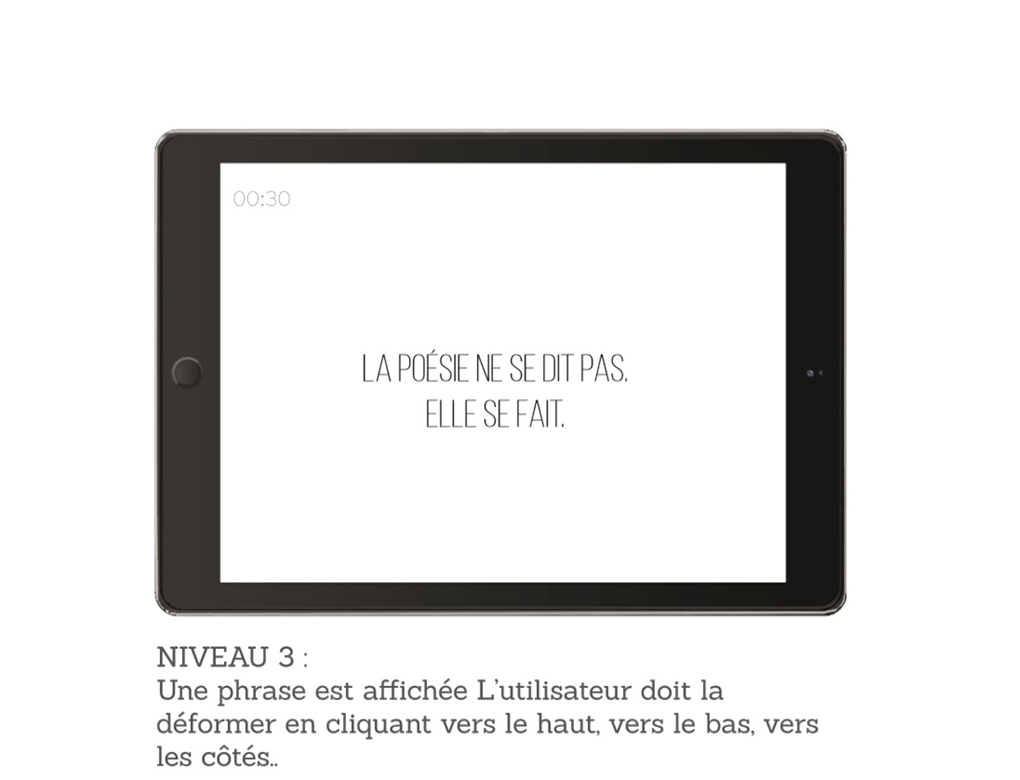 00:30
LA POÉSIE NE SE DIT PAS.
ELLE SE FAIT.
NIVEAU 3 :
Une phrase est affichée L'utilisateur doit la
déformer en cliquant vers le haut, vers le bas, vers
les côtés..